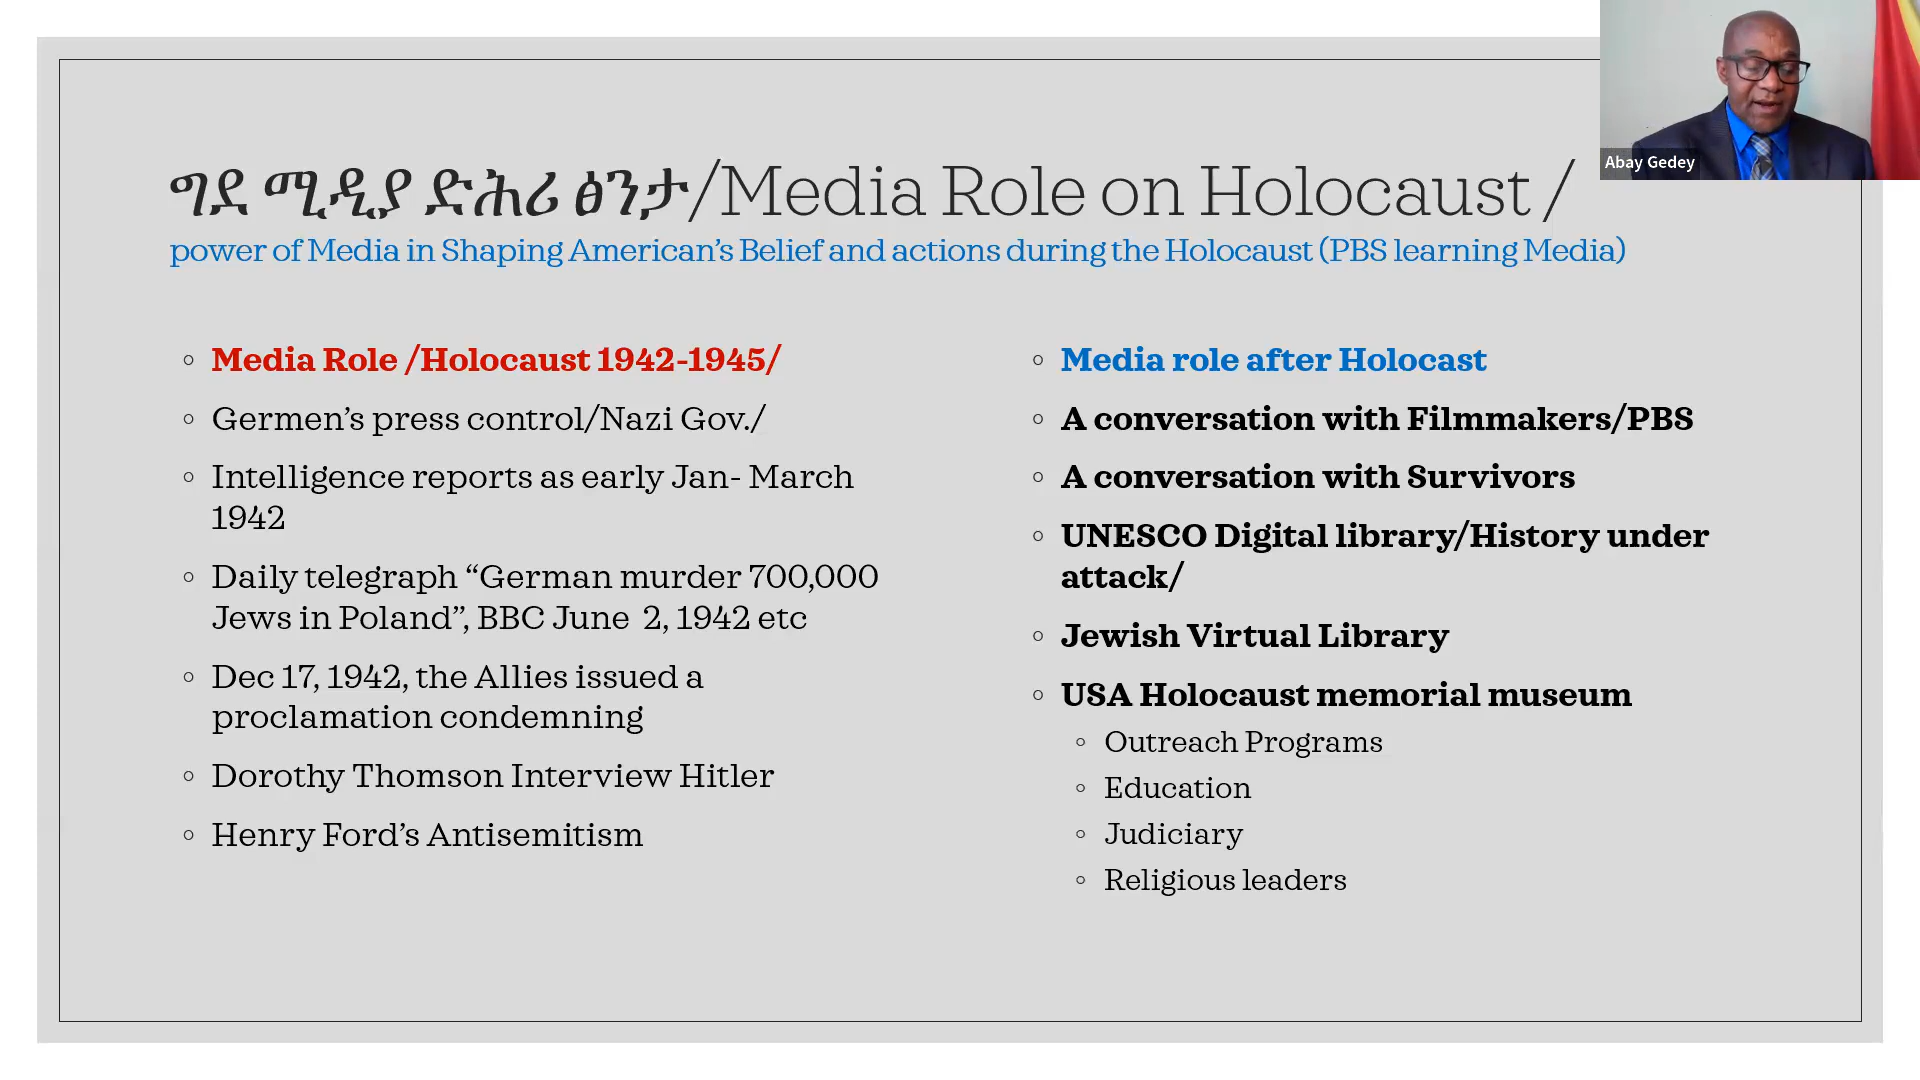 ግደ ሚዲያ ድሕሪ ፅንታ/Media Role on Holocaust /
power of Media in Shaping American’s Belief and actions during the Holocaust (PBS learning Media)
Abay Gedey
Media Role /Holocaust 1942-1945/
Germen’s press control/Nazi Gov./
Intelligence reports as early Jan- March
1942
Daily telegraph “German murder 700,000
Jews in Poland”, BBC June 2, 1942 etc
Dec 17, 1942, the Allies issued a
proclamation condemning
Dorothy Thomson Interview Hitler
Henry Ford’s Antisemitism
Media role after Holocast
A conversation with Filmmakers/PBS
A conversation with Survivors
UNESCO Digital library/History under
attack/
Jewish Virtual Library
USA Holocaust memorial museum
Outreach Programs
Education
Judiciary
Religious leaders